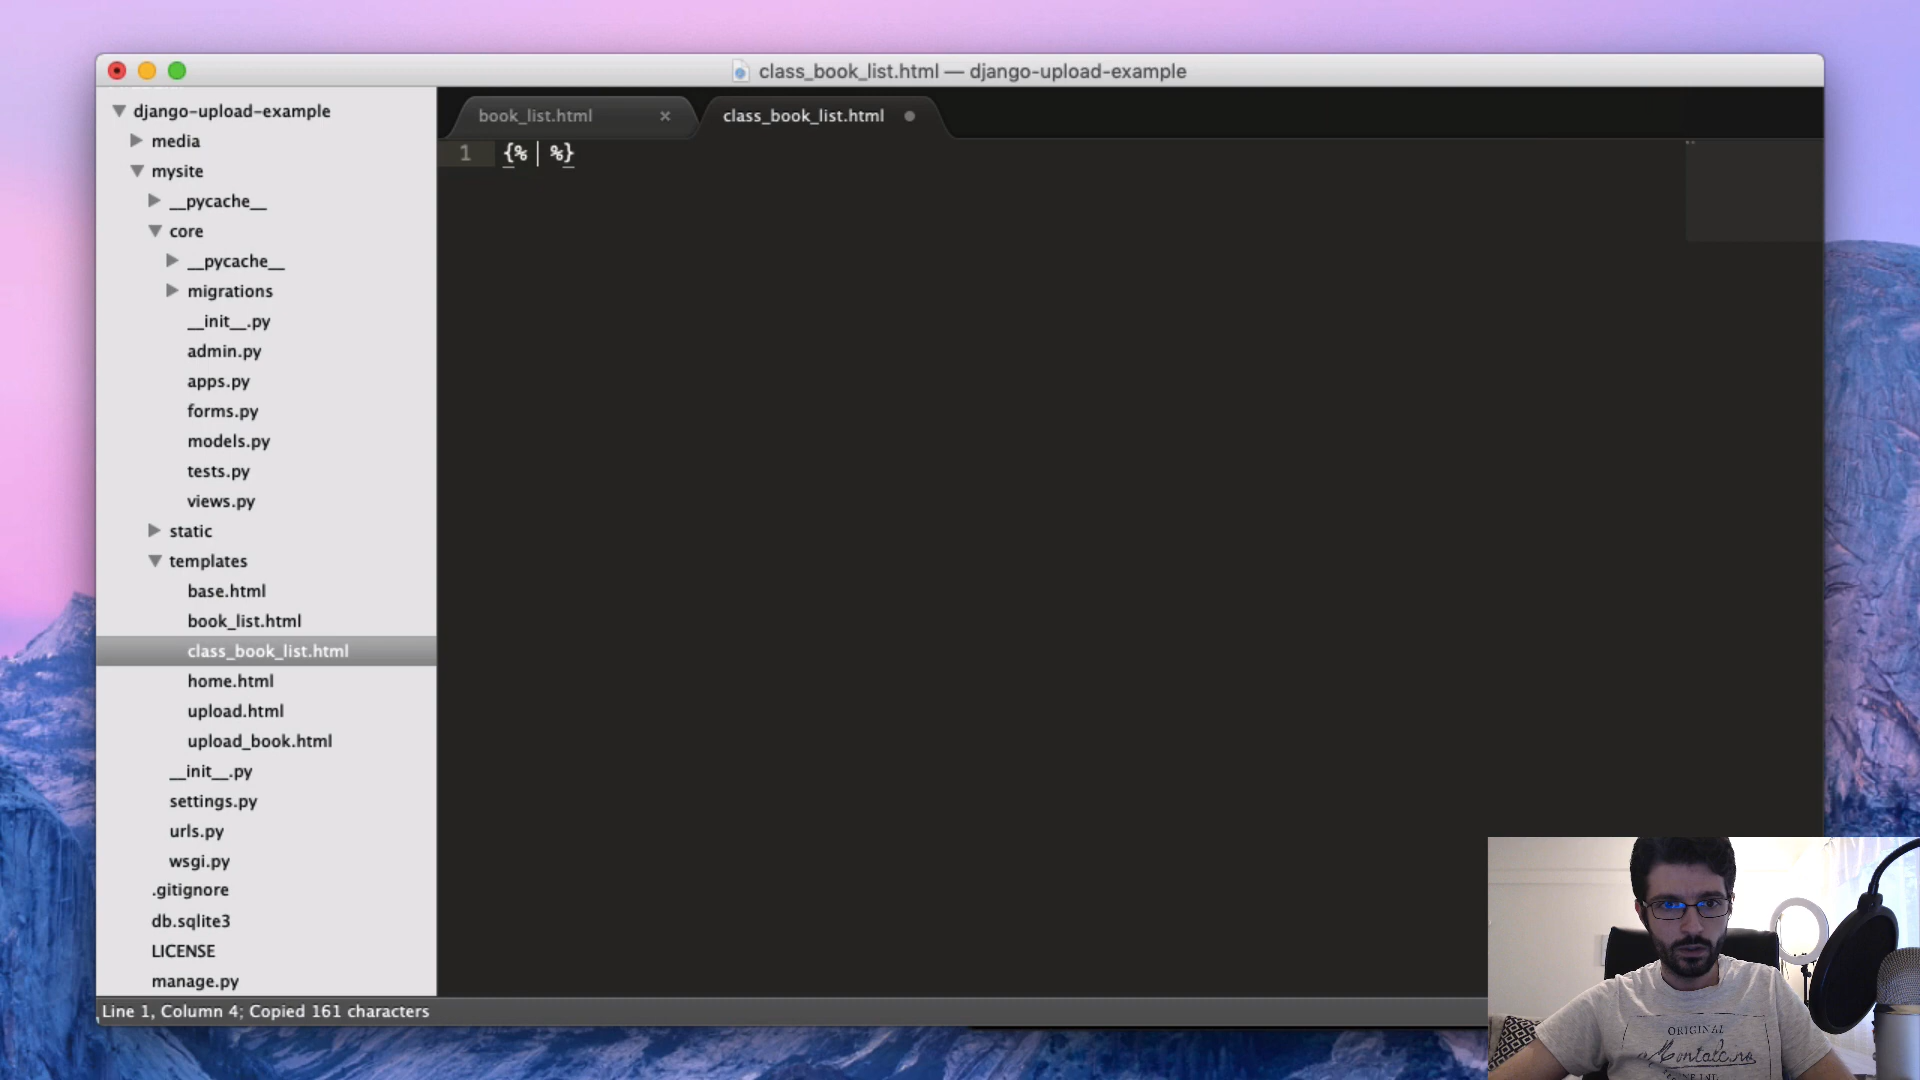 class_book_list.html — django-upload-example
django-upload-example
media
mysite
__pycache__
core
__pycache__
migrations
__init__.py
admin.py
apps.py
forms.py
models.py
tests.py
views.py
static
templates
base.html
book_list.html
class_book_list.html
home.html
upload.html
upload_book.html
__init__.py
settings.py
urls.py
wsgi.py
.gitignore
db.sqlite3
LICENSE
manage.py
book_list.html ×
class_book_list.html
1 {% %}
Line 1, Column 4; Copied 161 characters
ORIGINAL